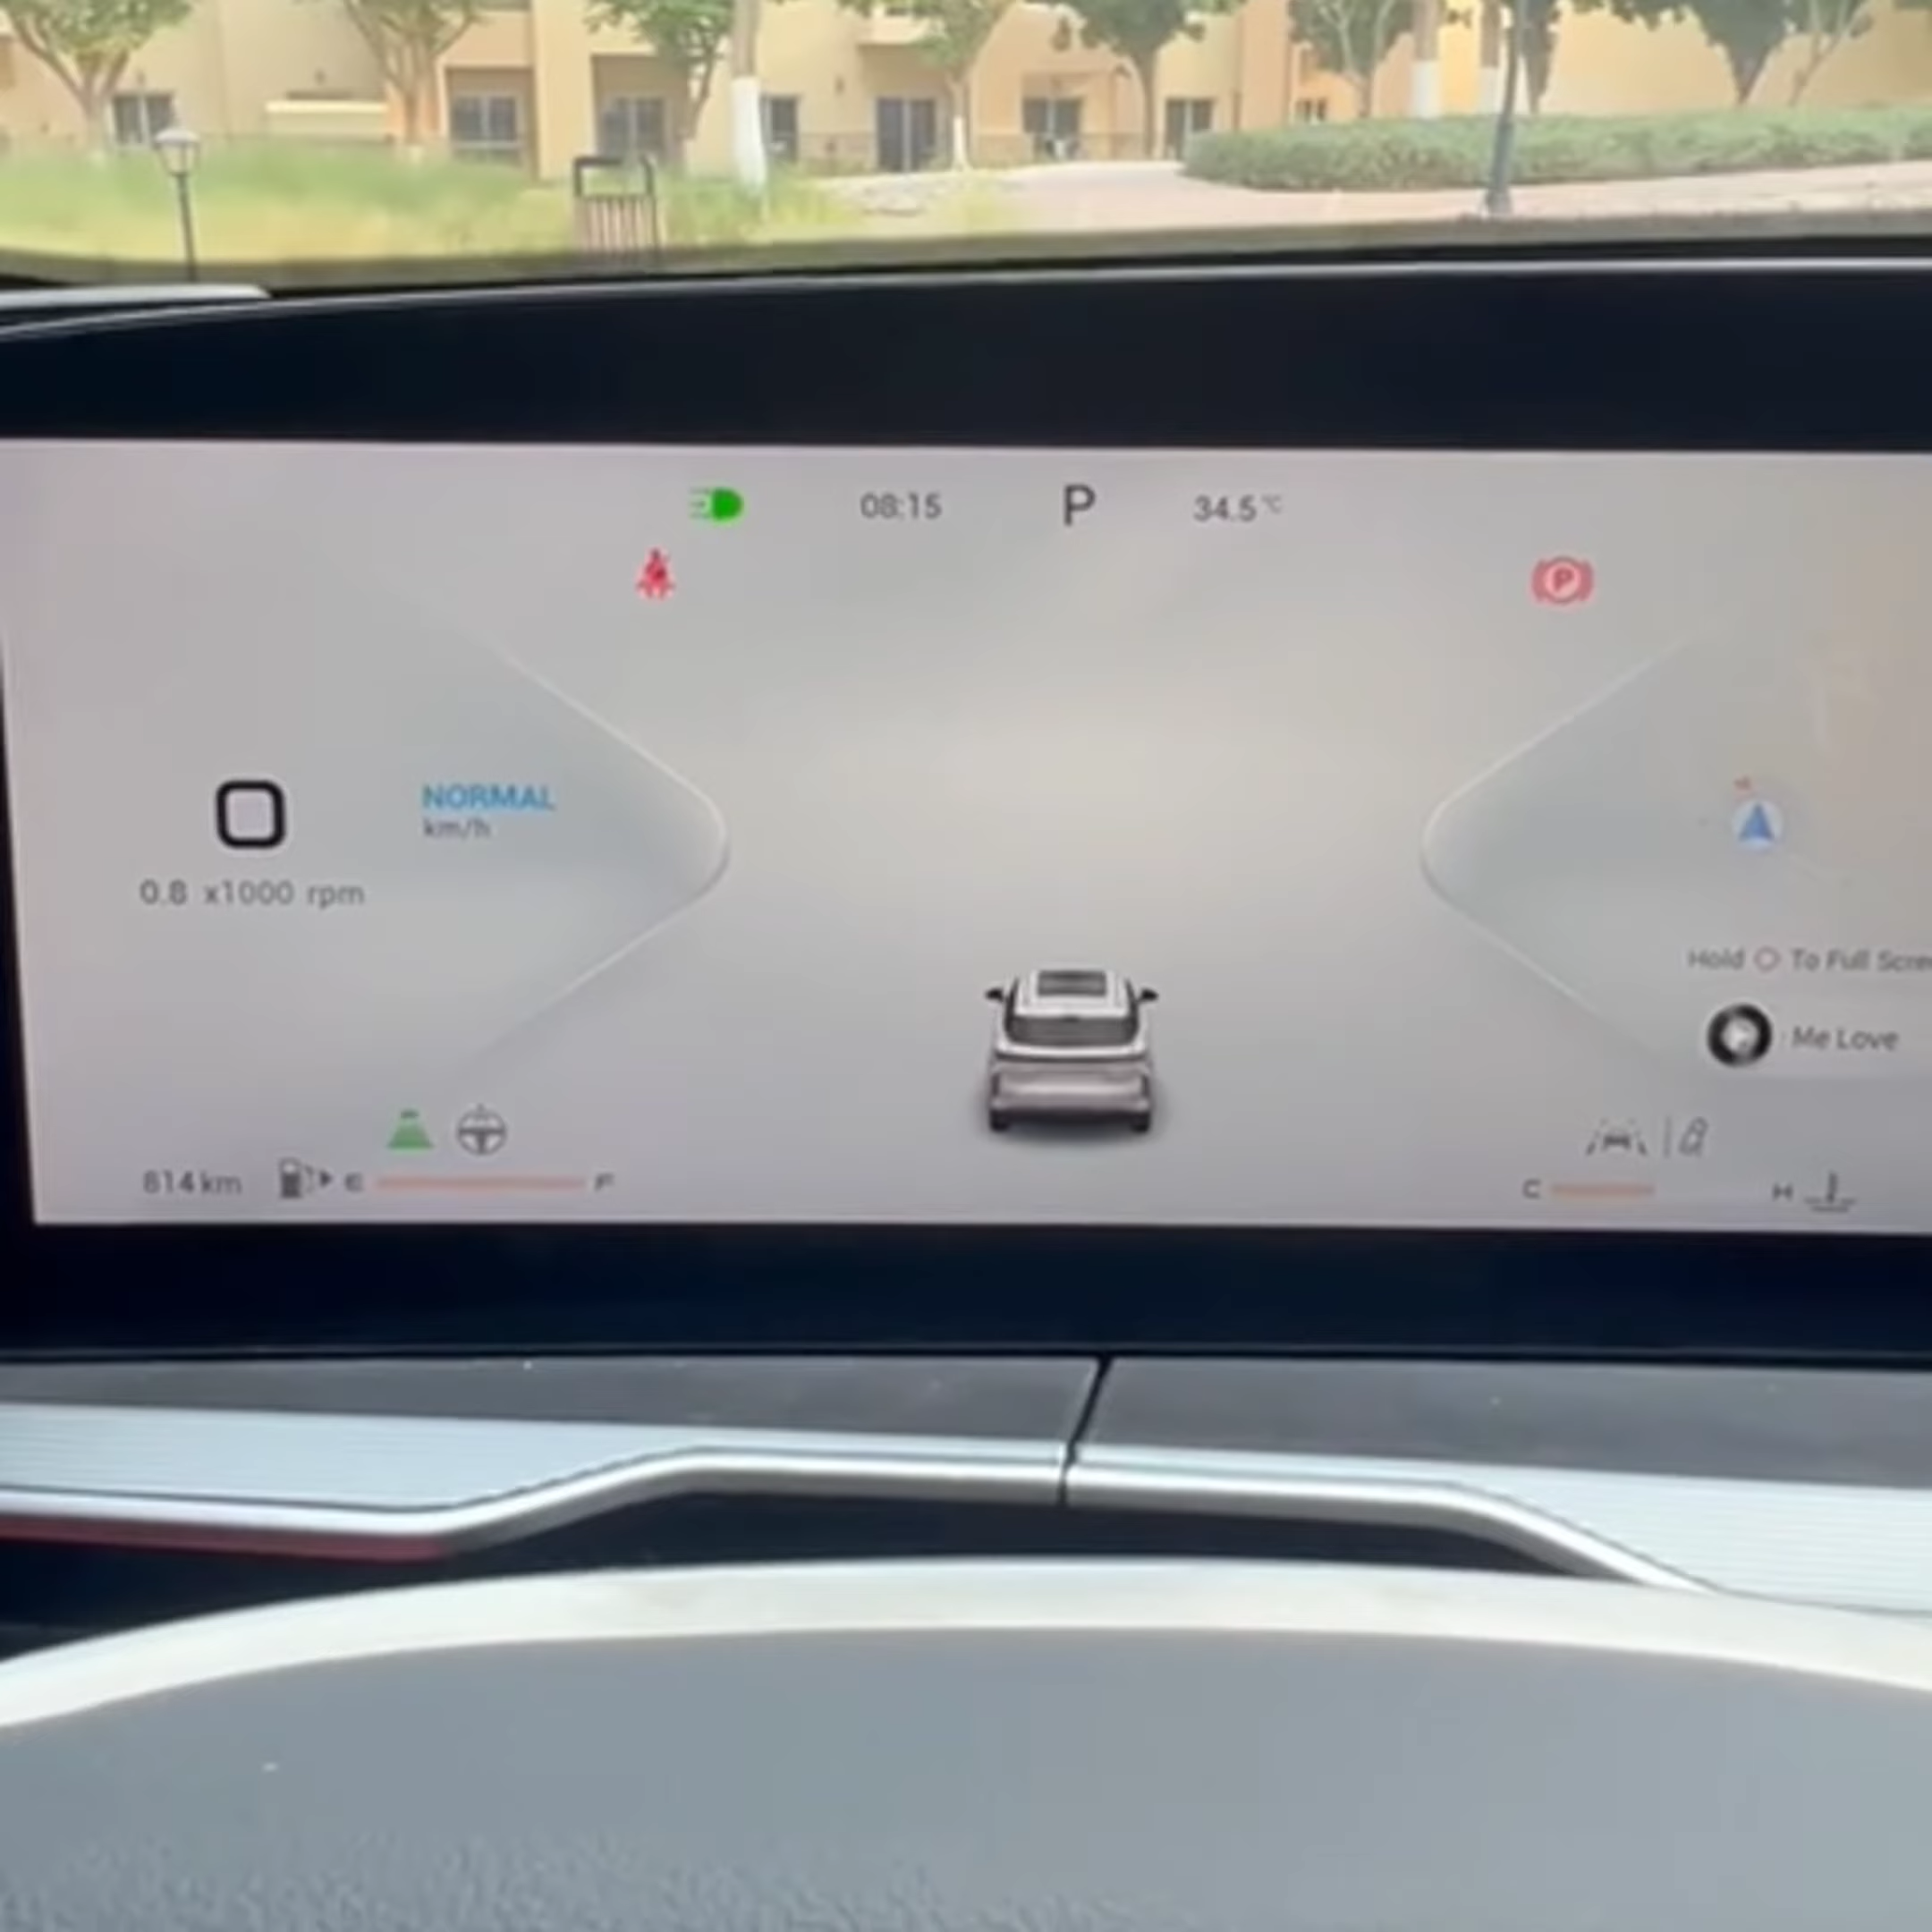 08:15 P 34.5 °C
P
0
NORMAL
km/h
0.8 x1000 rpm
Hold To Full Scre
Me Love
814 km E F
C H